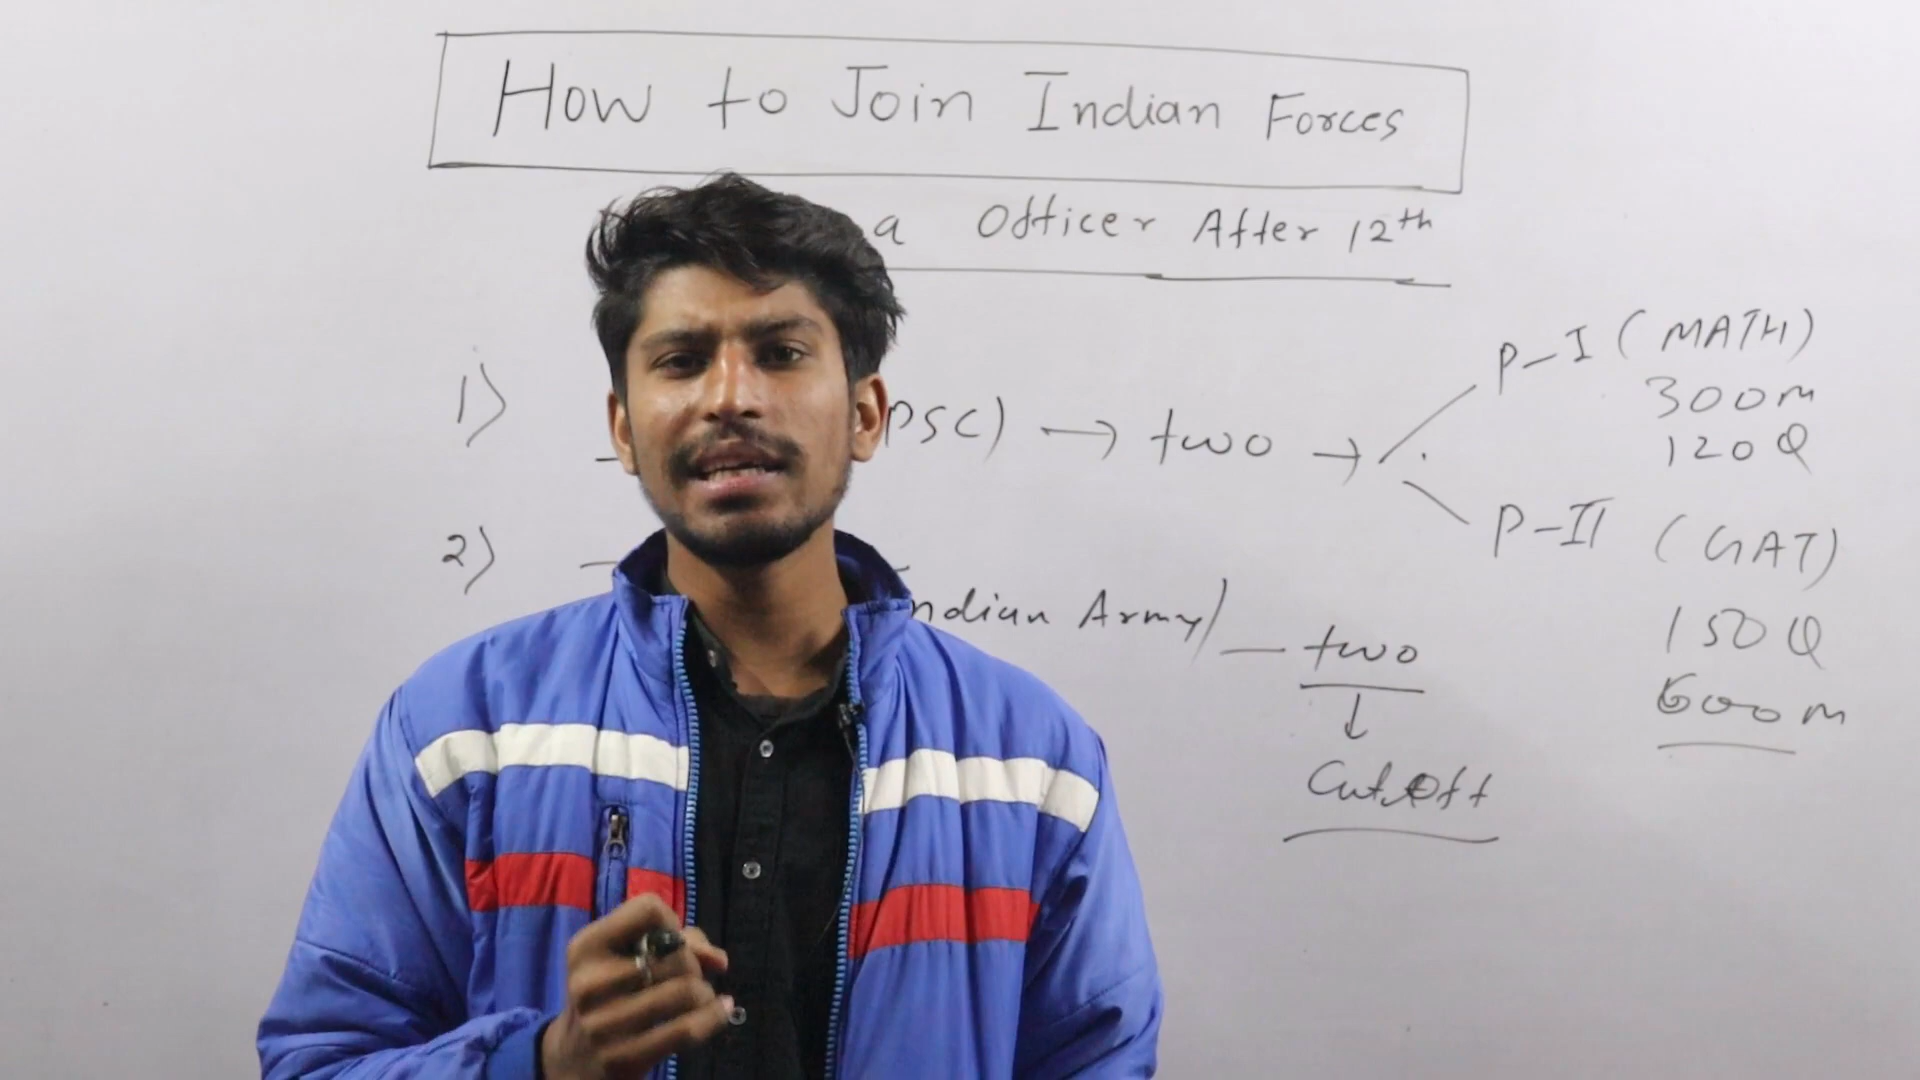 How to Join Indian Forces
a Officer After 12th
1) PSC) → two → P-I (MATH)
300m
120Q
P-II (GAT)
150Q
600m
2) ndian Army) - two
↓
Cut Off